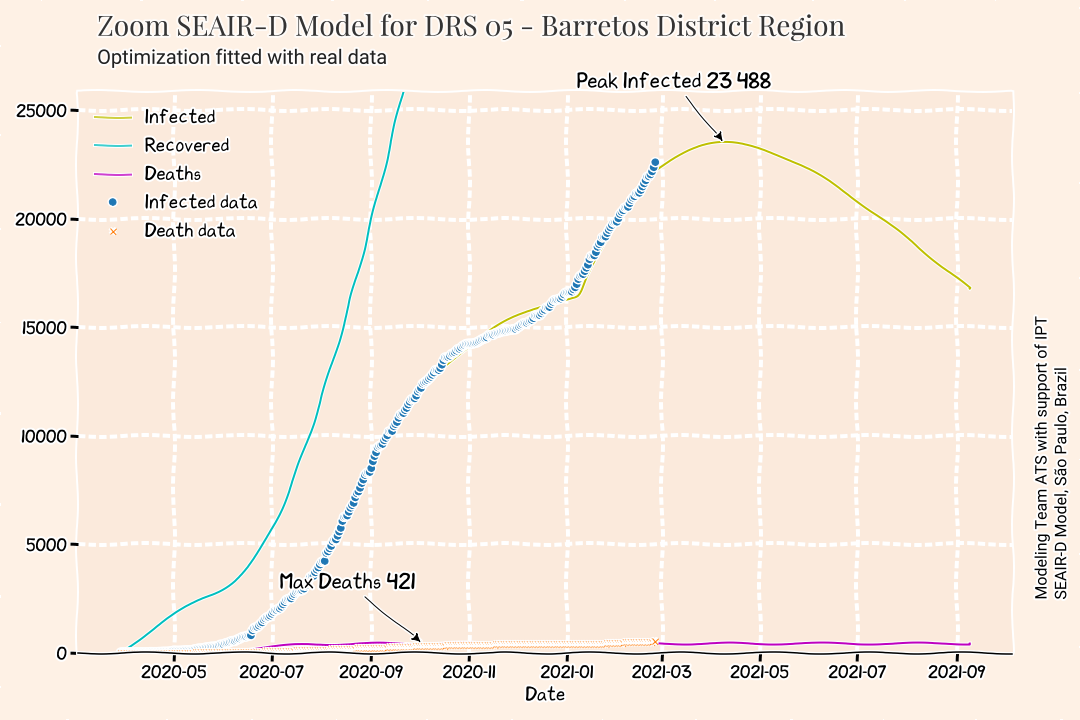 Zoom SEAIR-D Model for DRS 05 - Barretos District Region
Optimization fitted with real data
Peak Infected 23 488
25000
20000
15000
10000
5000
0
Infected
Recovered
Deaths
Infected data
Death data
Max Deaths 421
2020-05
2020-07
2020-09
2020-11
2021-01
2021-03
2021-05
2021-07
2021-09
Date
Modeling Team ATS with support of IPT
SEAIR-D Model, São Paulo, Brazil